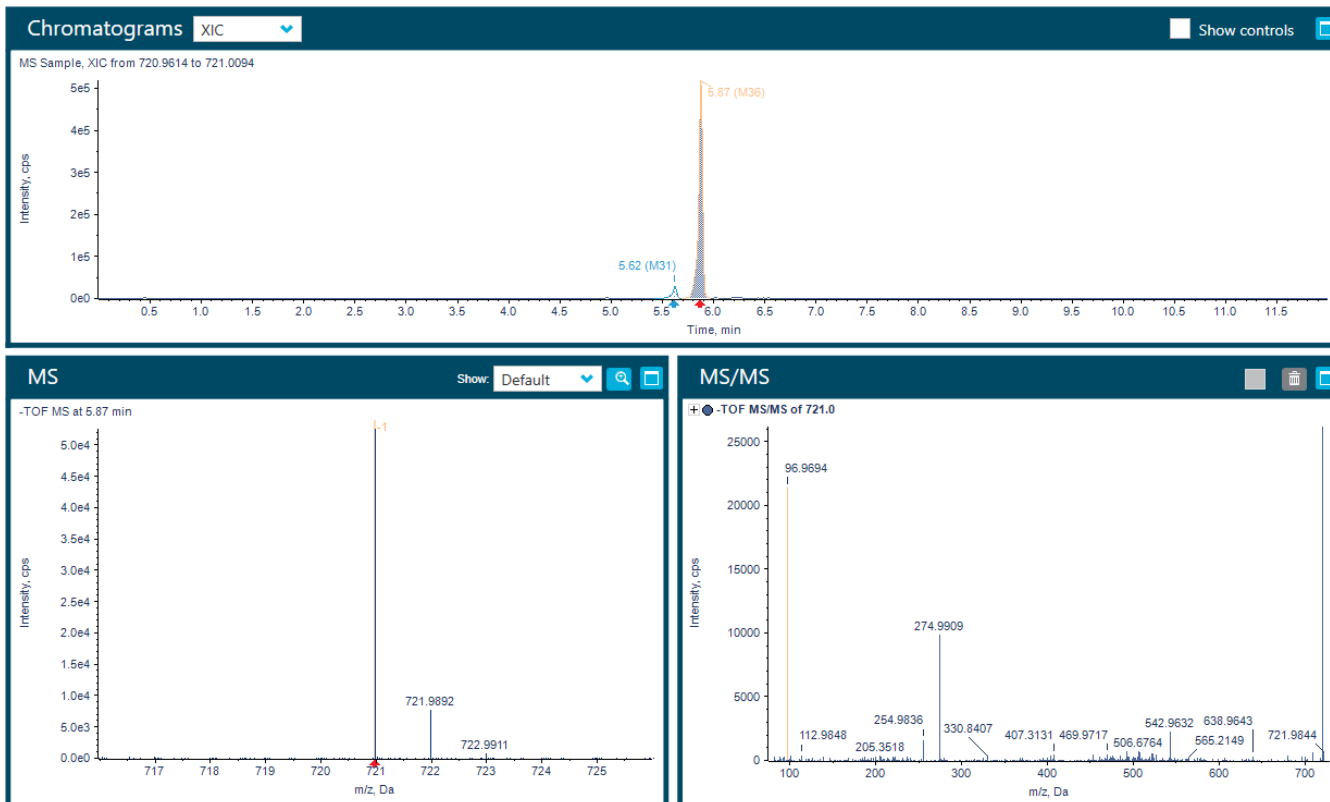 Chromatograms XIC Show controls
MS Sample, XIC from 720.9614 to 721.0094
5e5
4e5
3e5
2e5
1e5
0e0
Intensity, cps
5.87 (M36)
5.62 (M31)
0.5 1.0 1.5 2.0 2.5 3.0 3.5 4.0 4.5 5.0 5.5 6.0 6.5 7.0 7.5 8.0 8.5 9.0 9.5 10.0 10.5 11.0 11.5
Time, min
MS Show: Default
-TOF MS at 5.87 min
-1
5.0e4
4.5e4
4.0e4
3.5e4
3.0e4
2.5e4
2.0e4
1.5e4
1.0e4
5.0e3
0.0e0
Intensity, cps
721.9892
722.9911
717 718 719 720 721 722 723 724 725
m/z, Da
MS/MS
-TOF MS/MS of 721.0
25000
20000
15000
10000
5000
0
Intensity, cps
96.9694
274.9909
112.9848
205.3518
254.9836
330.8407
407.3131
469.9717
506.6764
542.9632
565.2149
638.9643
721.9844
100 200 300 400 500 600 700
m/z, Da